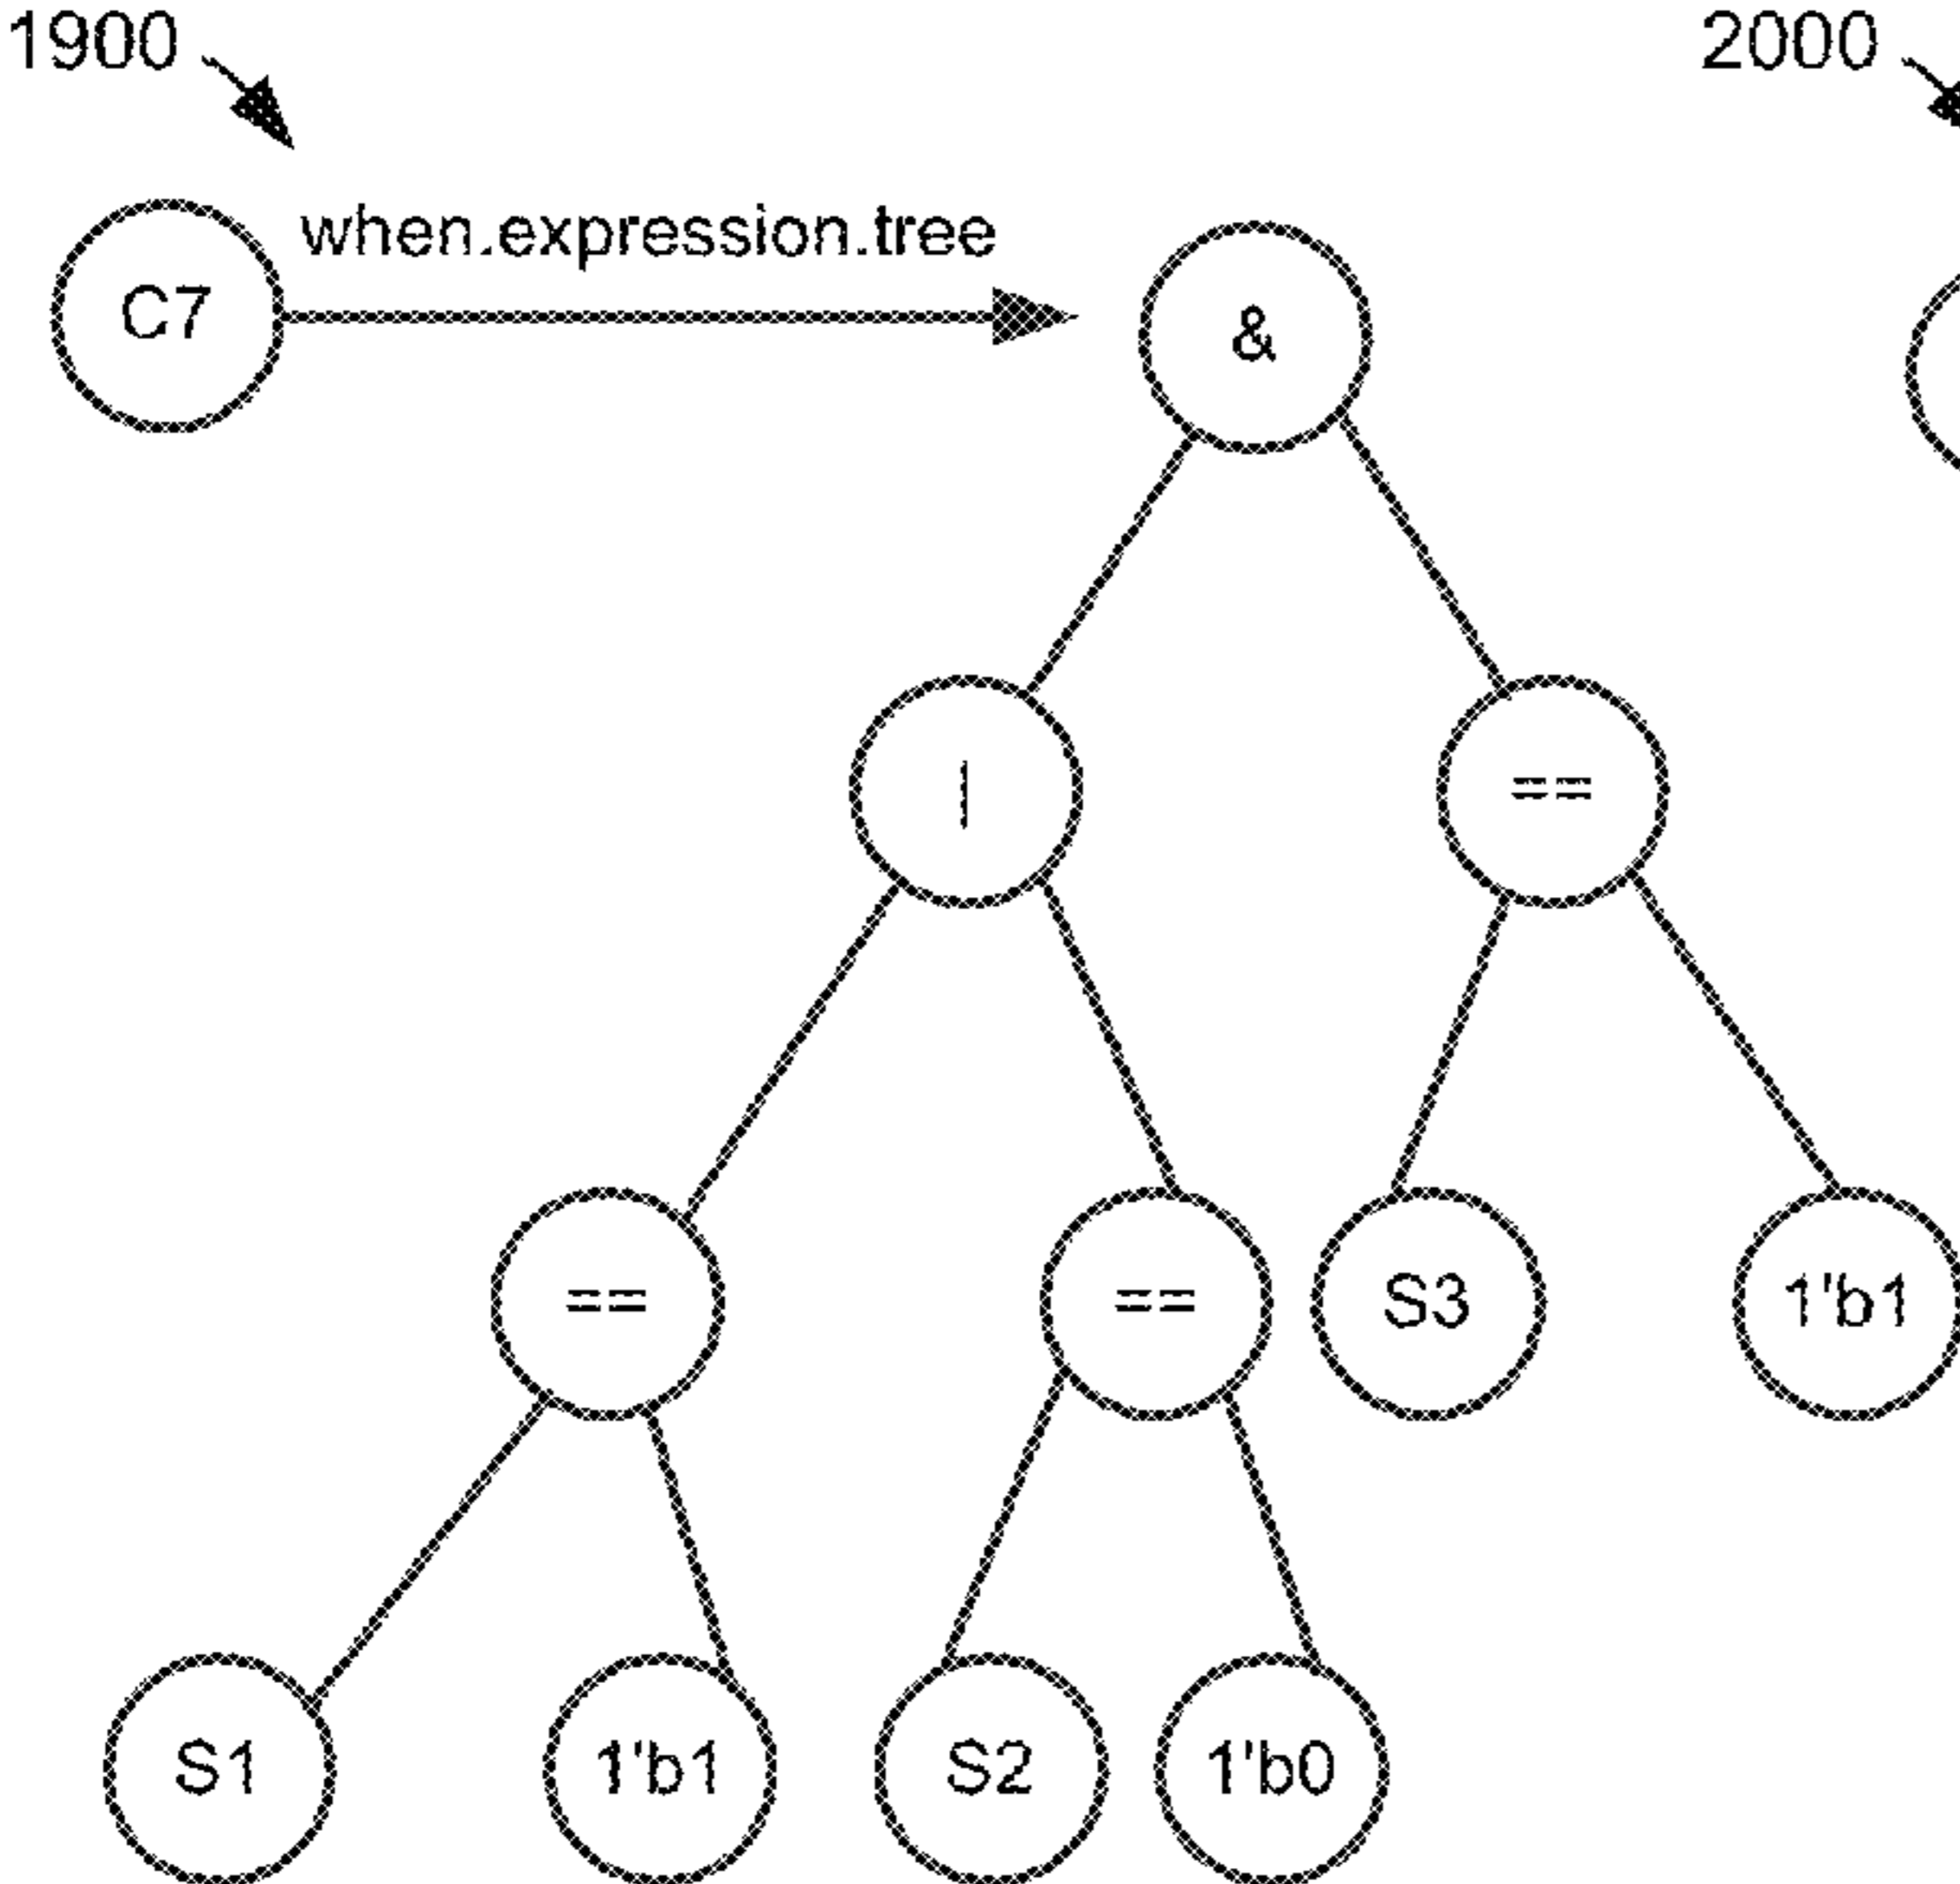 1900
2000
when.expression.tree
C7
&
|
==
==
==
S3
1'b1
S1
1'b1
S2
1'b0